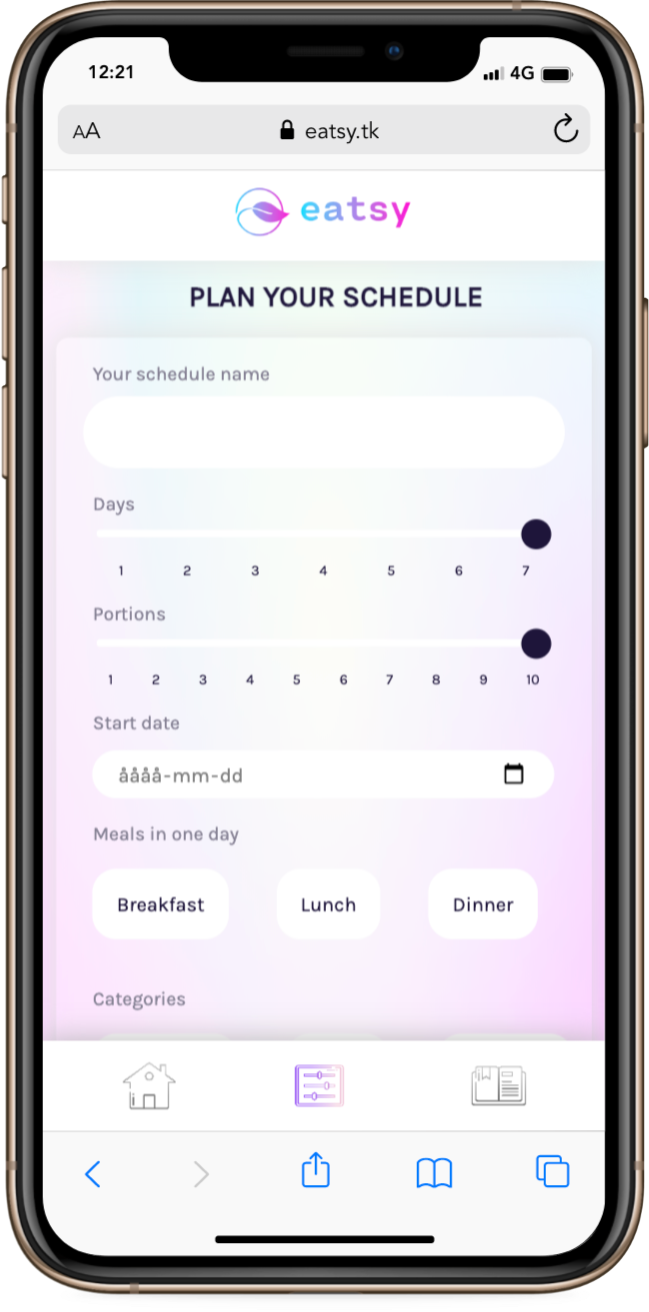 12:21 4G
AA eatsy.tk
eatsy
PLAN YOUR SCHEDULE
Your schedule name
Days
1 2 3 4 5 6 7
Portions
1 2 3 4 5 6 7 8 9 10
Start date
åååå-mm-dd
Meals in one day
Breakfast Lunch Dinner
Categories